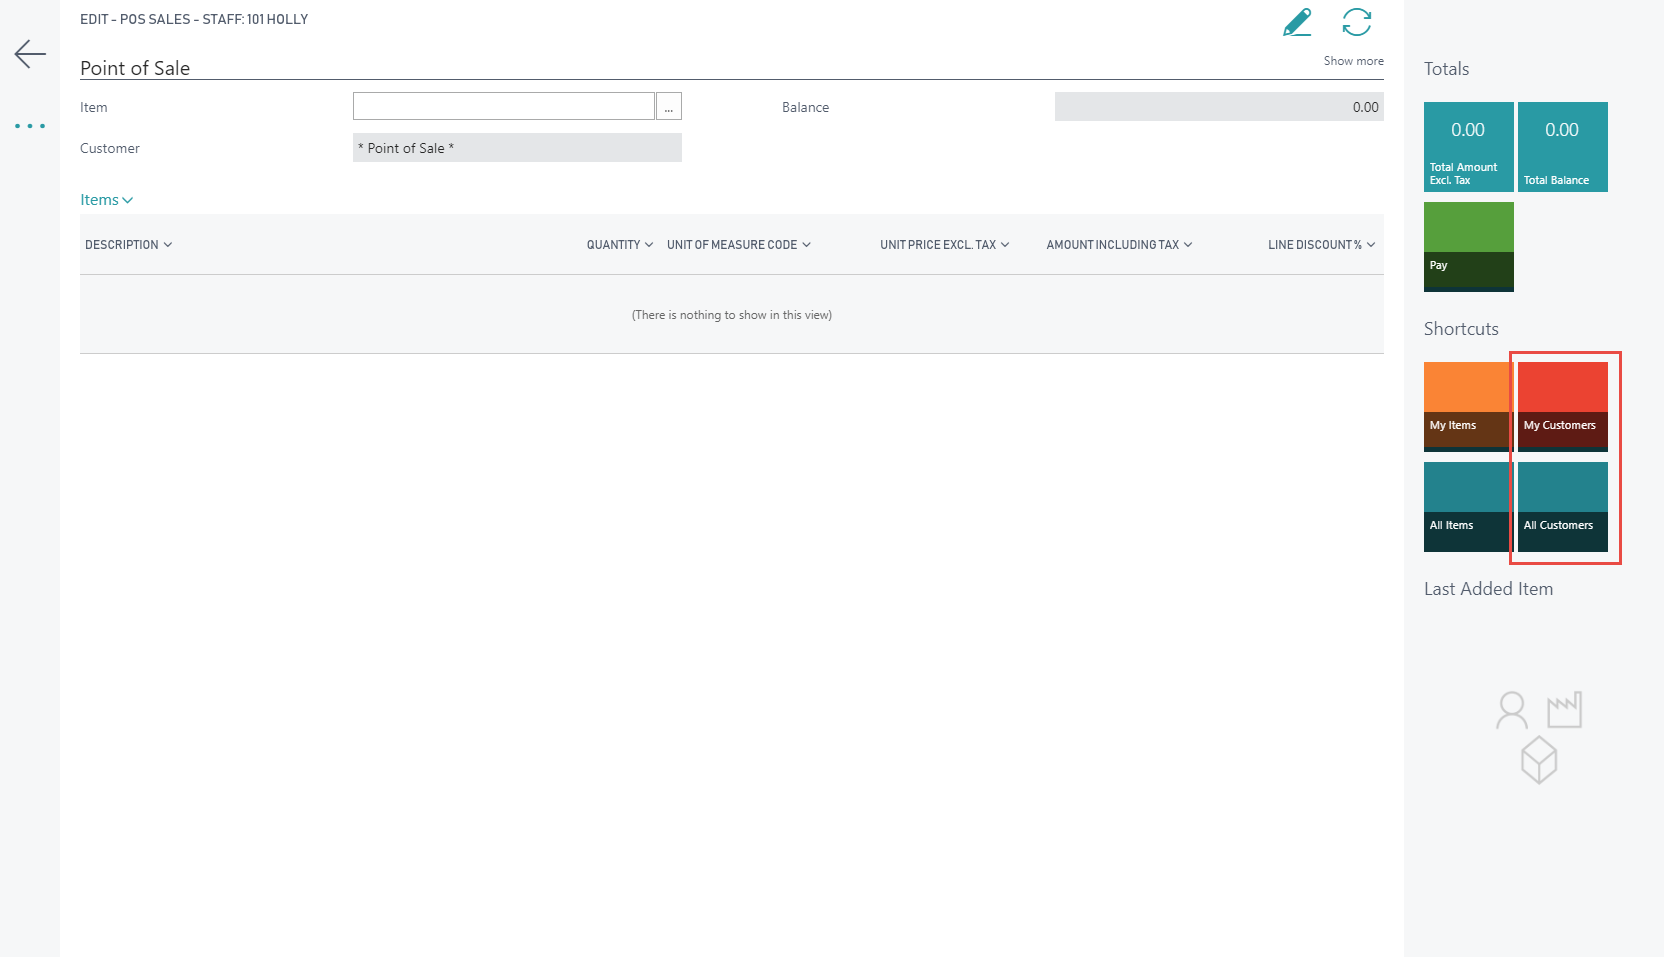 EDIT - POS SALES - STAFF: 101 HOLLY
Point of Sale
Show more
Item
...
Balance
0.00
Customer
* Point of Sale *
Items
DESCRIPTION QUANTITY UNIT OF MEASURE CODE UNIT PRICE EXCL. TAX AMOUNT INCLUDING TAX LINE DISCOUNT %
(There is nothing to show in this view)
Totals
0.00
Total Amount
Excl. Tax
0.00
Total Balance
Pay
Shortcuts
My Items
My Customers
All Items
All Customers
Last Added Item